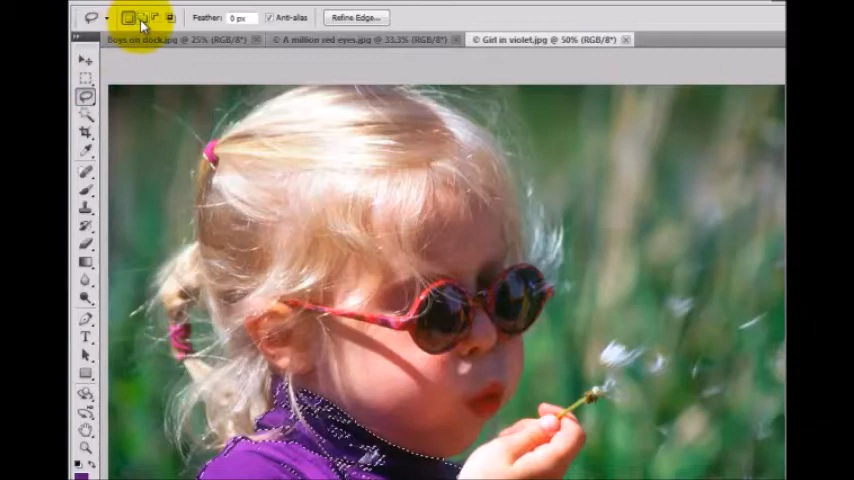 Feather: 0 px Anti-alias Refine Edge...
Boys on dock.jpg @ 25% (RGB/8*) © A million red eyes.jpg @ 33.3% (RGB/8*) © Girl in violet.jpg @ 50% (RGB/8*)